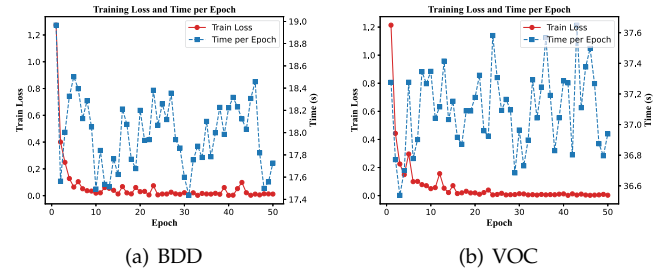 Training Loss and Time per Epoch
Train Loss
Time per Epoch
1.2
1.0
0.8
0.6
0.4
0.2
0.0
Train Loss
19.0
18.8
18.6
18.4
18.2
18.0
17.8
17.6
17.4
Time (s)
0 10 20 30 40 50
Epoch
(a) BDD
Training Loss and Time per Epoch
Train Loss
Time per Epoch
1.2
1.0
0.8
0.6
0.4
0.2
0.0
Train Loss
37.6
37.4
37.2
37.0
36.8
36.6
Time (s)
0 10 20 30 40 50
Epoch
(b) VOC